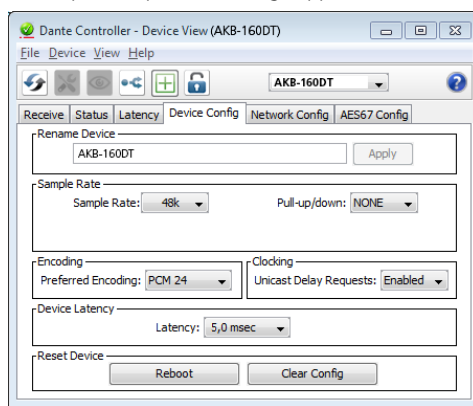 Dante Controller - Device View (AKB-160DT)
File Device View Help
AKB-160DT
Receive Status Latency Device Config Network Config AES67 Config
Rename Device
AKB-160DT Apply
Sample Rate
Sample Rate: 48k Pull-up/down: NONE
Encoding Clocking
Preferred Encoding: PCM 24 Unicast Delay Requests: Enabled
Device Latency
Latency: 5,0 msec
Reset Device
Reboot Clear Config